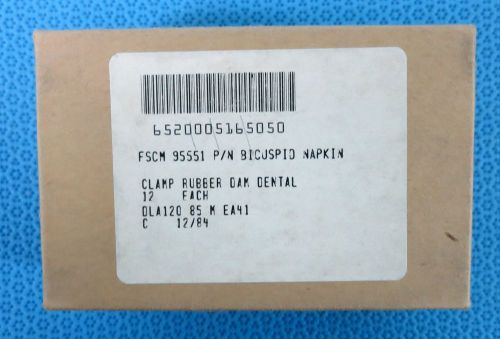 6520005165050
FSCM 95551 P/N BICUSPID NAPKIN
CLAMP RUBBER DAM DENTAL
12 EACH
DLA120 85 M EA41
C 12/84